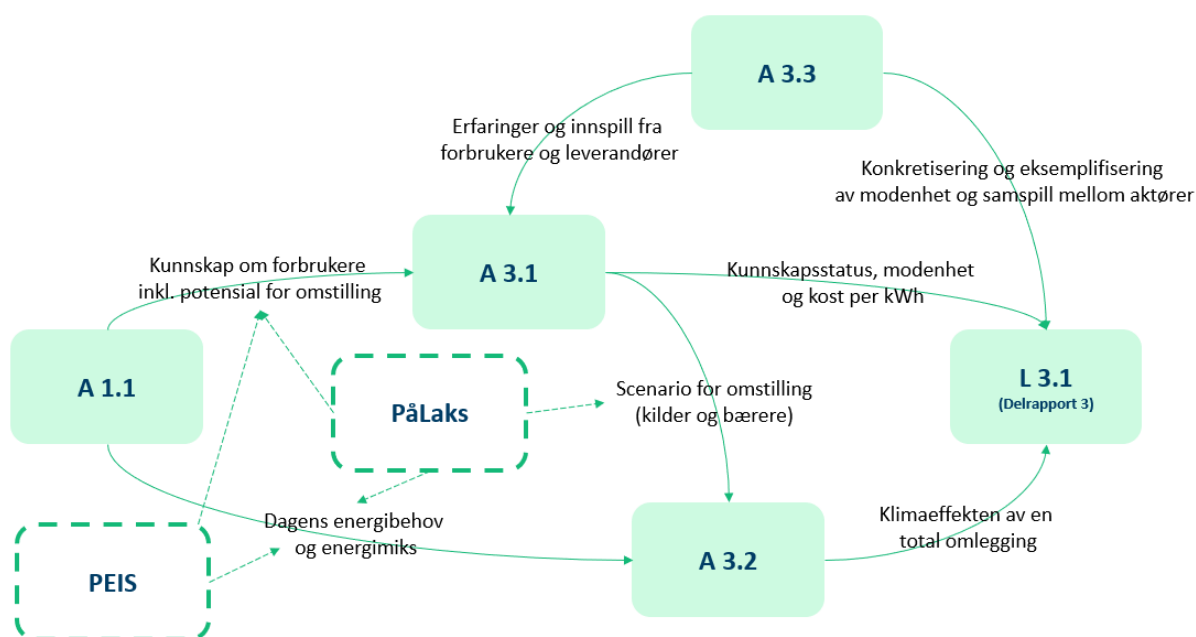 A 3.3
Erfaringer og innspill fra
forbrukere og leverandører
Konkretisering og eksemplifisering
av modenhet og samspill mellom aktører
Kunnskap om forbrukere
inkl. potensial for omstilling
A 3.1
Kunnskapsstatus, modenhet
og kost per kWh
A 1.1
PåLaks
Scenario for omstilling
(kilder og bærere)
L 3.1
(Delrapport 3)
Dagens energibehov
og energimiks
PEIS
A 3.2
Klimaeffekten av en
total omlegging